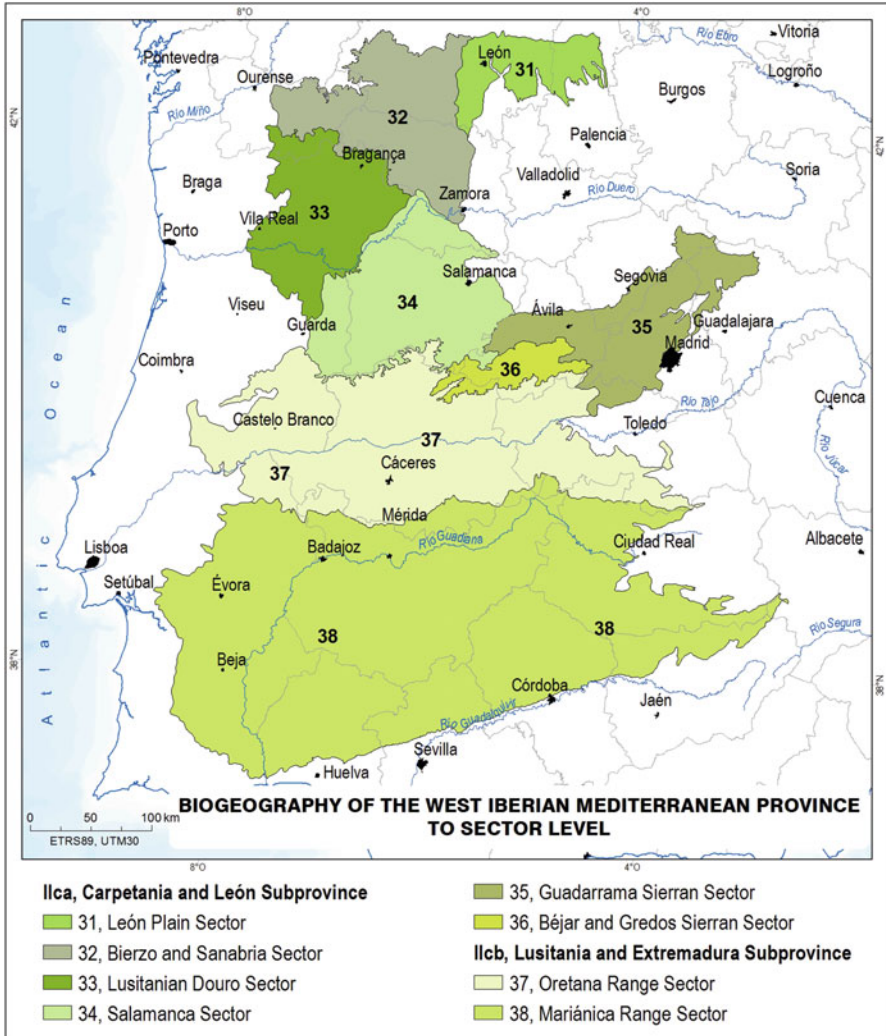 8°O
4°O
Vitoria
Río Ebro
León
Pontevedra
31
Logroño
Ourense
Burgos
42°N
Río Miño
32
42°N
Palencia
Bragança
Soria
Valladolid
Braga
Zamora
Río Duero
33
Vila Real
Porto
Salamanca
Segovia
34
Viseu
Ávila
35
Guadalajara
Guarda
Madrid
Coimbra
36
Cuenca
Río Tajo
Castelo Branco
Toledo
37
Río Júcar
Cáceres
37
Mérida
Lisboa
Badajoz
Río Guadiana
Ciudad Real
Albacete
Setúbal
Évora
38
38
Río Segura
38°N
Beja
38°N
Córdoba
Jaén
Río Guadalquivir
Sevilla
Huelva
Atlantic Ocean
BIOGEOGRAPHY OF THE WEST IBERIAN MEDITERRANEAN PROVINCE
TO SECTOR LEVEL
0 50 100 km
ETRS89, UTM30
8°O
4°O
IIca, Carpetania and León Subprovince
31, León Plain Sector
32, Bierzo and Sanabria Sector
33, Lusitanian Douro Sector
34, Salamanca Sector
35, Guadarrama Sierran Sector
36, Béjar and Gredos Sierran Sector
IIcb, Lusitania and Extremadura Subprovince
37, Oretana Range Sector
38, Mariánica Range Sector